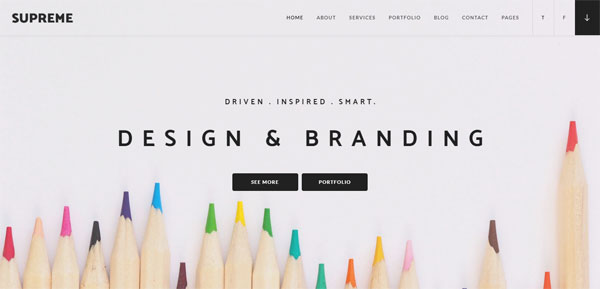 SUPREME
HOME ABOUT SERVICES PORTFOLIO BLOG CONTACT PAGES T F
DRIVEN . INSPIRED . SMART.
DESIGN & BRANDING
SEE MORE PORTFOLIO